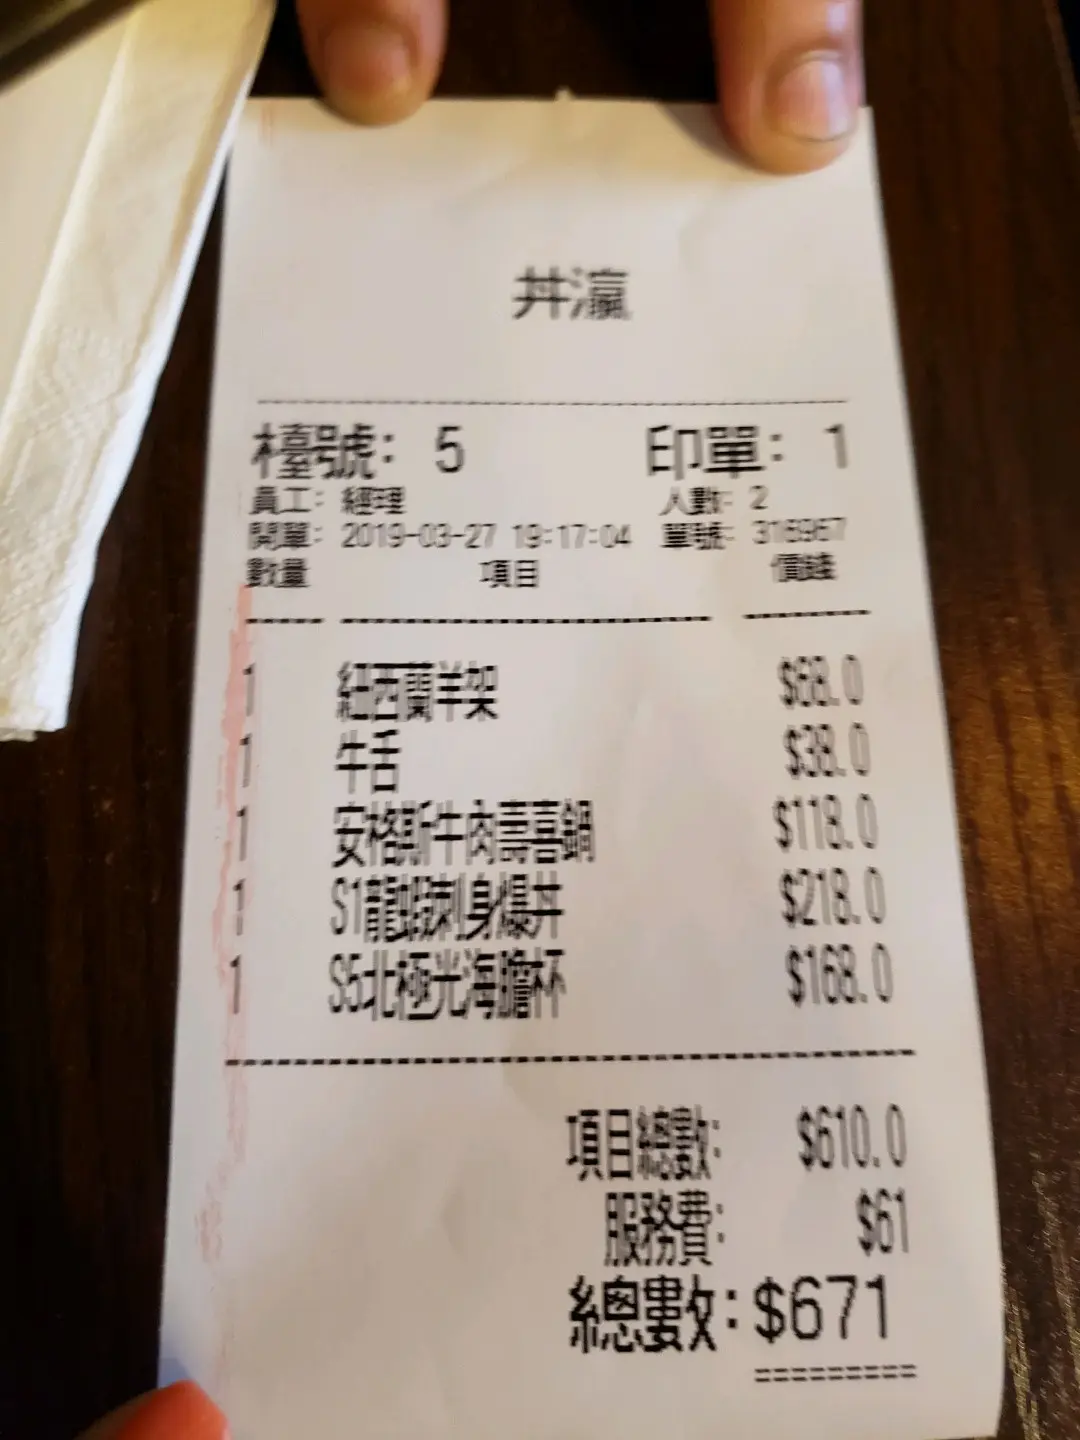 丼瀛
檯號: 5 印單: 1
員工: 經理 人數: 2
開單: 2019-03-27 19:17:04 單號: 316967
數量 項目 價錢
1 紐西蘭羊架 $68.0
1 牛舌 $38.0
1 安格斯牛肉壽喜鍋 $118.0
1 S1龍蝦刺身爆丼 $218.0
1 S5北極光海膽杯 $168.0
項目總數: $610.0
服務費: $61
總數: $671